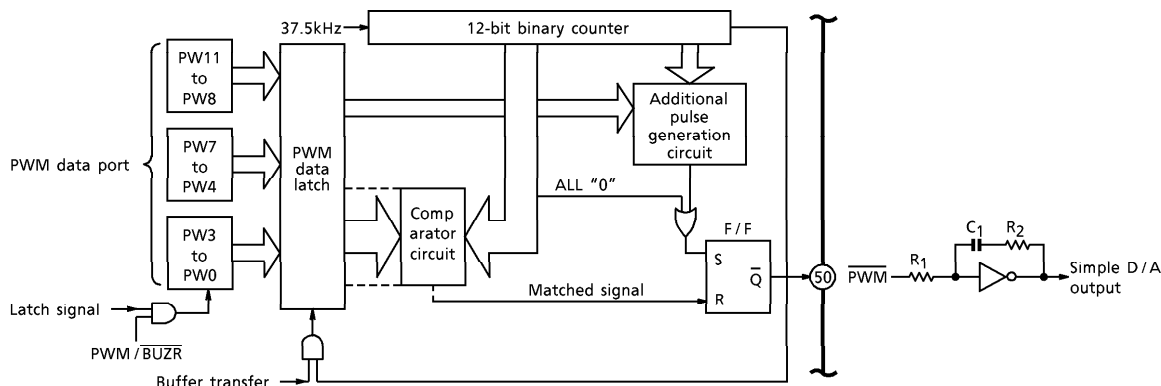 37.5kHz
12-bit binary counter
PWM data port
PW11
to
PW8
PW7
to
PW4
PW3
to
PW0
PWM
data
latch
Additional
pulse
generation
circuit
ALL "0"
Comp
arator
circuit
F/F
S
Q̅
R
Matched signal
Latch signal
PWM/B̅U̅Z̅R̅
Buffer transfer
50
P̅W̅M̅
R1
C1
R2
Simple D/A
output